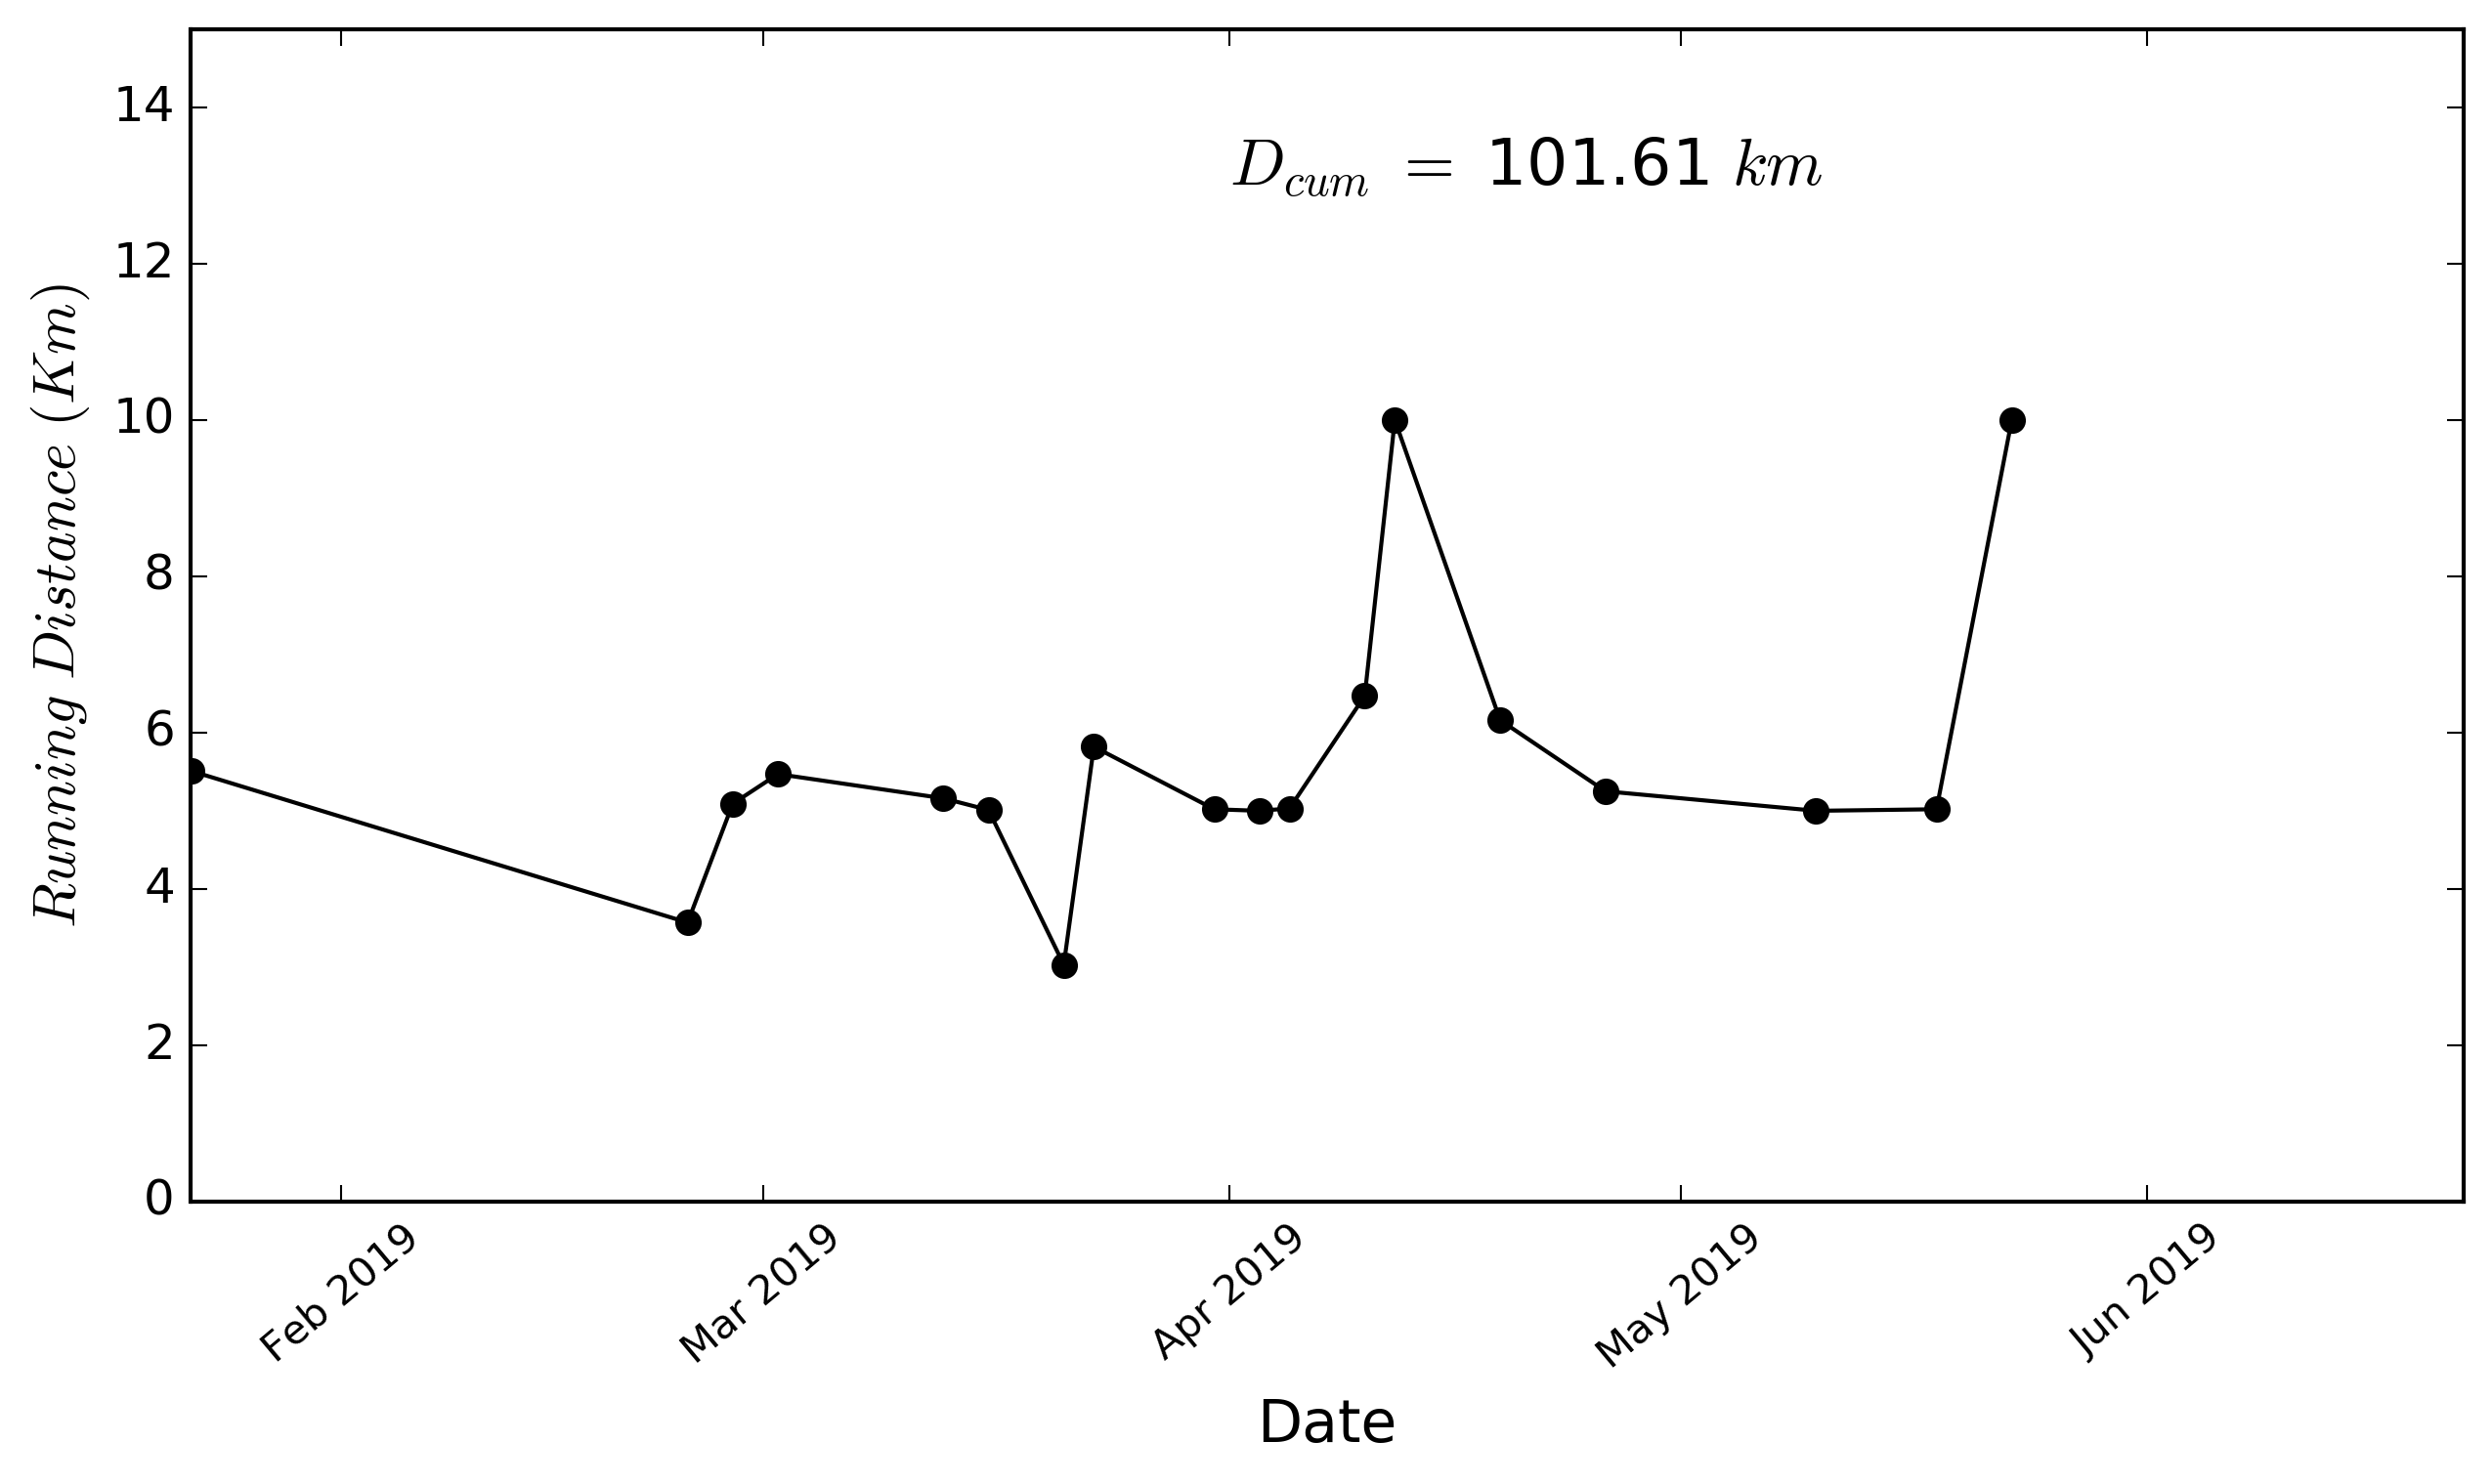 D_cum = 101.61 km
Running Distance (Km)
14
12
10
8
6
4
2
0
Feb 2019
Mar 2019
Apr 2019
May 2019
Jun 2019
Date